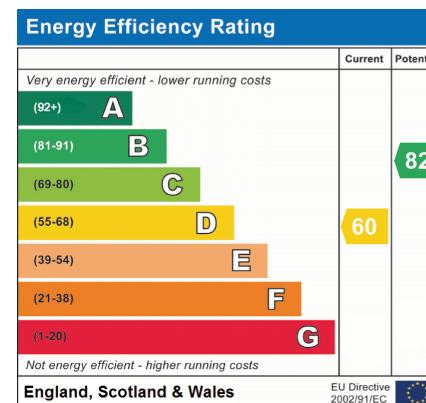 Energy Efficiency Rating
Current
Very energy efficient - lower running costs
(92+) A
(81-91) B
82
(69-80) C
(55-68) D
60
(39-54) E
(21-38) F
(1-20) G
Not energy efficient - higher running costs
England, Scotland & Wales
EU Directive
2002/91/EC